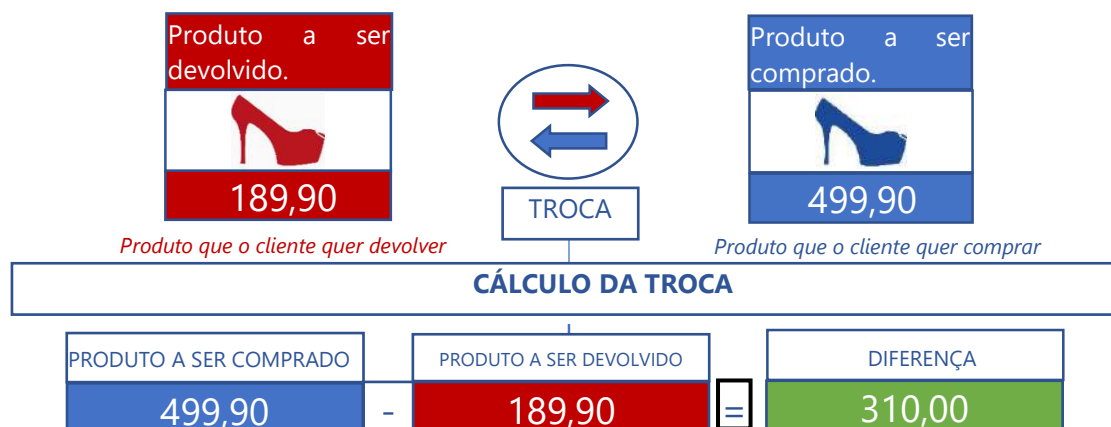 Produto a ser
devolvido.
189,90
Produto que o cliente quer devolver
TROCA
Produto a ser
comprado.
499,90
Produto que o cliente quer comprar
CÁLCULO DA TROCA
PRODUTO A SER COMPRADO
PRODUTO A SER DEVOLVIDO
DIFERENÇA
499,90 - 189,90 = 310,00